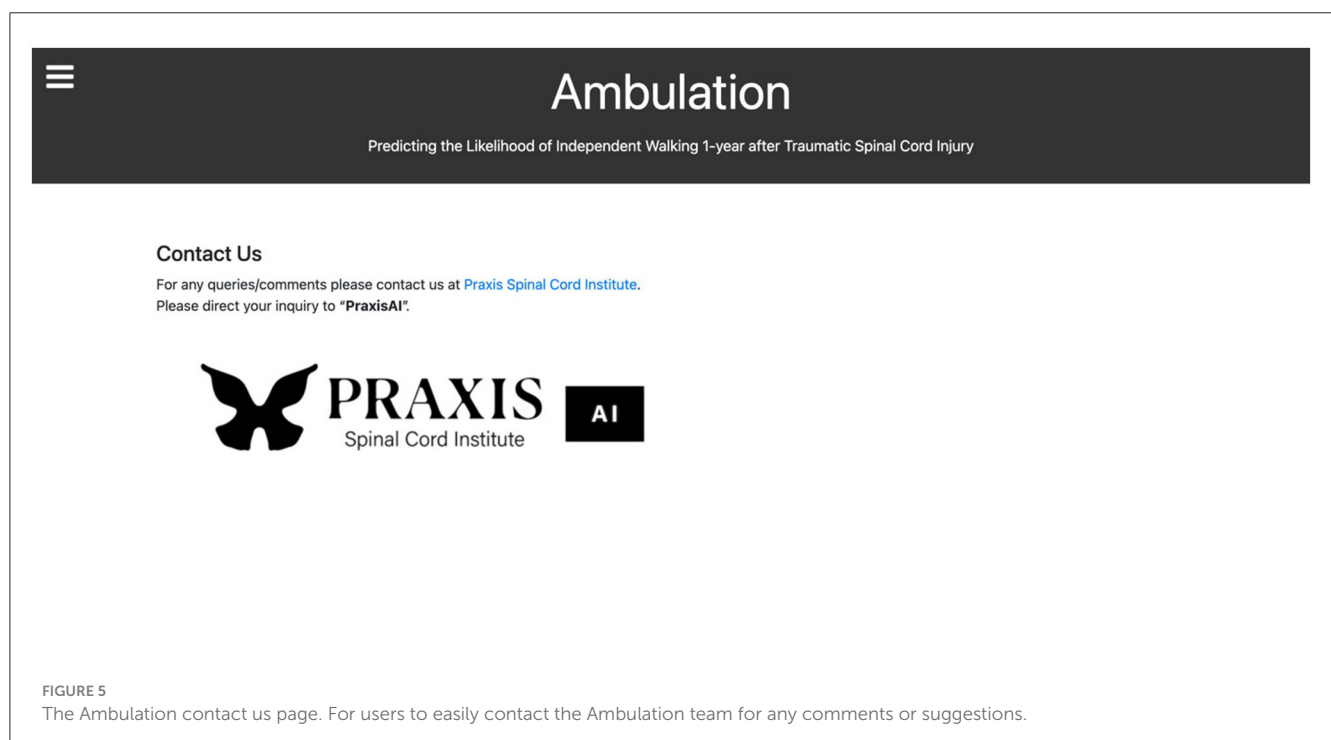 Ambulation
Predicting the Likelihood of Independent Walking 1-year after Traumatic Spinal Cord Injury
Contact Us
For any queries/comments please contact us at Praxis Spinal Cord Institute.
Please direct your inquiry to “PraxisAI”.
PRAXIS
Spinal Cord Institute
AI
FIGURE 5
The Ambulation contact us page. For users to easily contact the Ambulation team for any comments or suggestions.